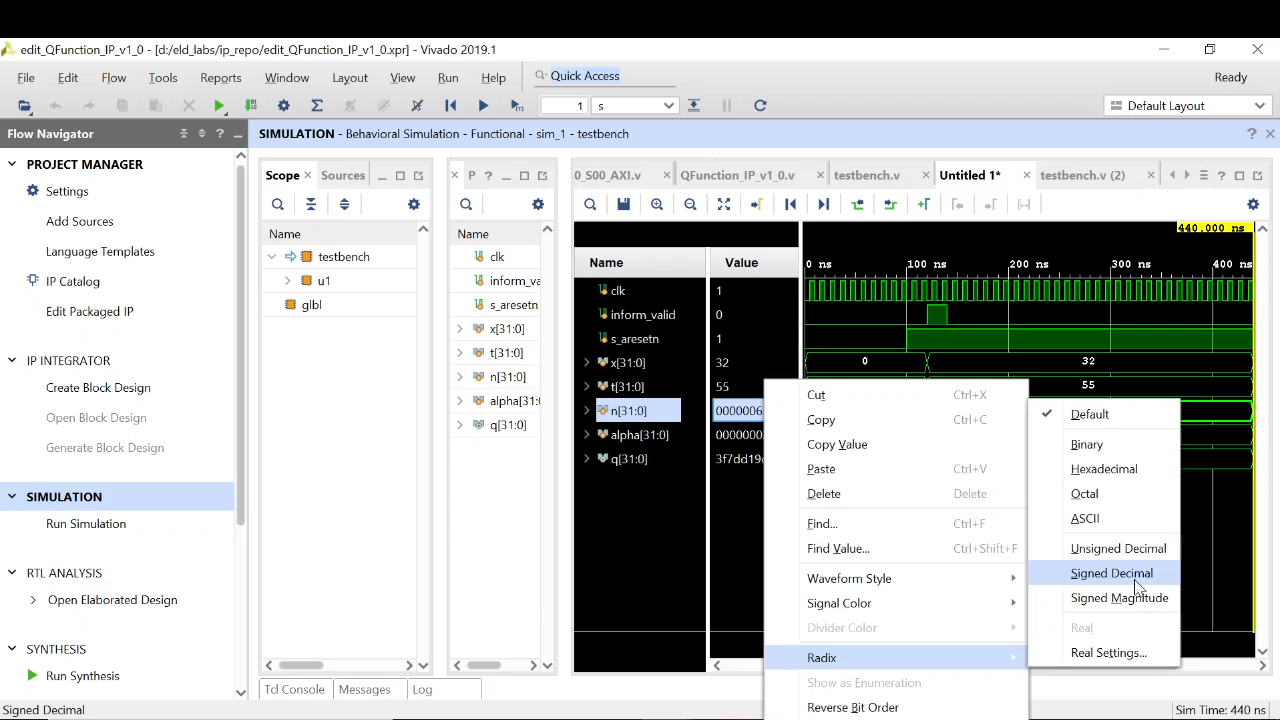 edit_QFunction_IP_v1_0 - [d:/eld_labs/ip_repo/edit_QFunction_IP_v1_0.xpr] - Vivado 2019.1
File Edit Flow Tools Reports Window Layout View Run Help Quick Access Ready
1 s Default Layout
Flow Navigator
SIMULATION - Behavioral Simulation - Functional - sim_1 - testbench
PROJECT MANAGER
Settings
Add Sources
Language Templates
IP Catalog
Edit Packaged IP
IP INTEGRATOR
Create Block Design
Open Block Design
Generate Block Design
SIMULATION
Run Simulation
RTL ANALYSIS
Open Elaborated Design
SYNTHESIS
Run Synthesis
Scope Sources
Name
testbench
u1
glbl
P
Name
clk
inform_va
s_aresetn
x[31:0]
t[31:0]
n[31:0]
alpha[31:0
q[31:0]
0_S00_AXI.v QFunction_IP_v1_0.v testbench.v Untitled 1* testbench.v (2)
440.000 ns
Name Value 0 ns 100 ns 200 ns 300 ns 400 ns
clk 1
inform_valid 0
s_aresetn 1
x[31:0] 32 0 32
t[31:0] 55 55
n[31:0] 0000006
alpha[31:0] 000000
q[31:0] 3f7dd19
Cut Ctrl+X
Copy Ctrl+C
Copy Value
Paste Ctrl+V
Delete Delete
Find... Ctrl+F
Find Value... Ctrl+Shift+F
Waveform Style
Signal Color
Divider Color
Radix
Show as Enumeration
Reverse Bit Order
Default
Binary
Hexadecimal
Octal
ASCII
Unsigned Decimal
Signed Decimal
Signed Magnitude
Real
Real Settings...
Tcl Console Messages Log
Signed Decimal Sim Time: 440 ns